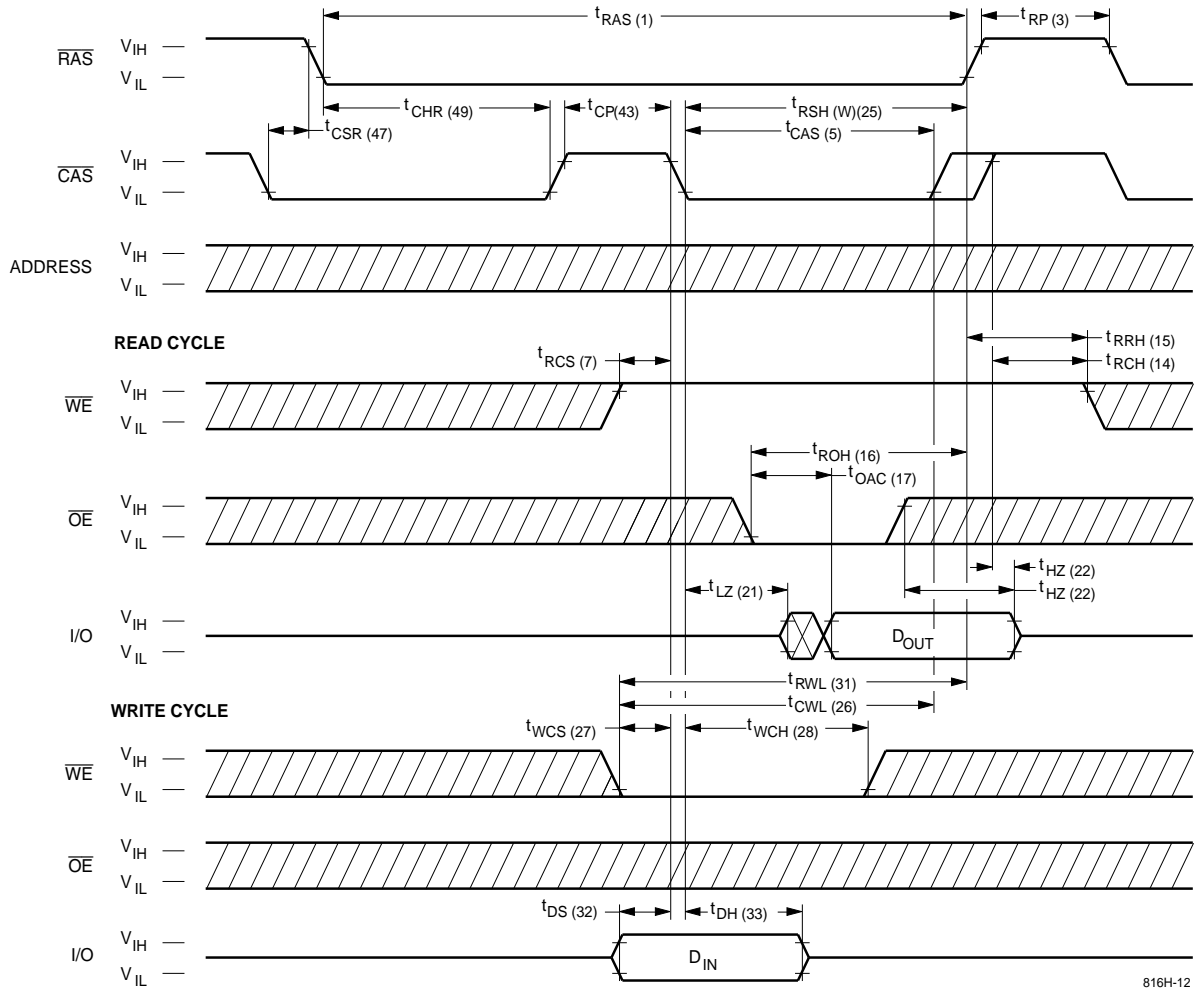 t RAS (1)
t RP (3)
RAS
V IH
V IL
t CHR (49)
t CP(43)
t RSH (W)(25)
t CSR (47)
t CAS (5)
CAS
V IH
V IL
ADDRESS
V IH
V IL
READ CYCLE
t RRH (15)
t RCS (7)
t RCH (14)
WE
V IH
V IL
t ROH (16)
t OAC (17)
OE
V IH
V IL
t HZ (22)
t LZ (21)
t HZ (22)
I/O
V IH
V IL
D OUT
t RWL (31)
WRITE CYCLE
t CWL (26)
t WCS (27)
t WCH (28)
WE
V IH
V IL
OE
V IH
V IL
t DS (32)
t DH (33)
I/O
V IH
V IL
D IN
816H-12